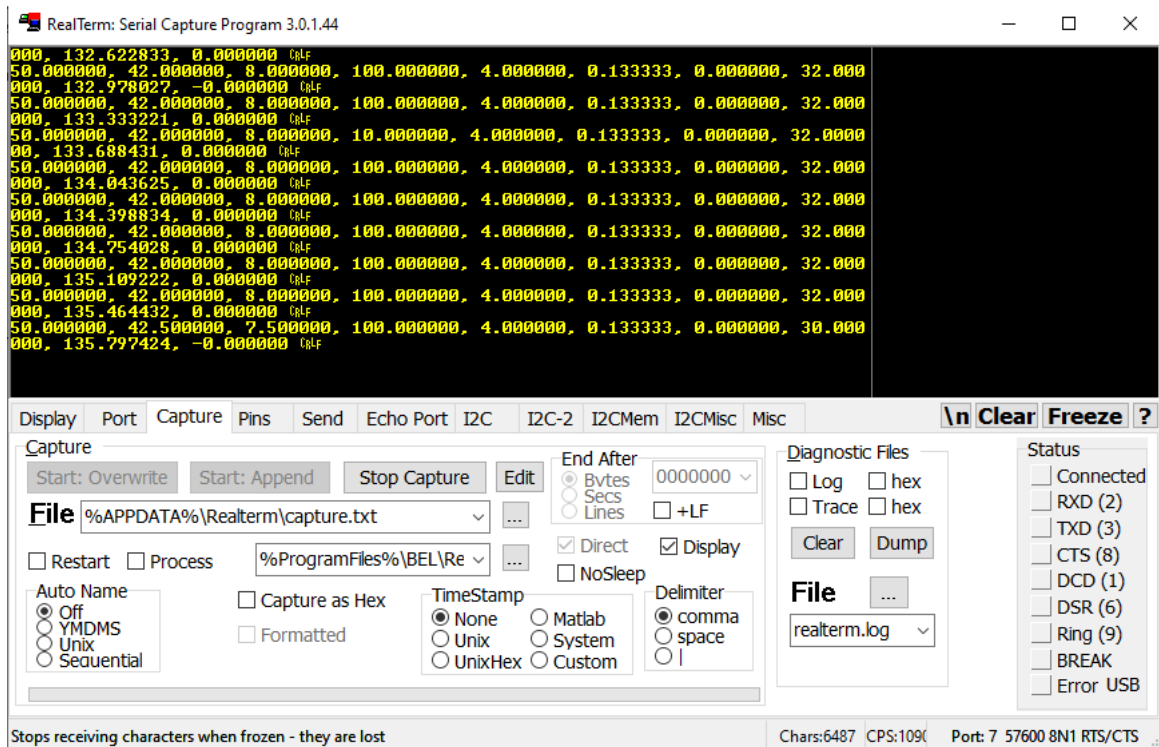 RealTerm: Serial Capture Program 3.0.1.44
000, 132.622833, 0.000000 CRLF
50.000000, 42.000000, 8.000000, 100.000000, 4.000000, 0.133333, 0.000000, 32.000
000, 132.978027, -0.000000 CRLF
50.000000, 42.000000, 8.000000, 100.000000, 4.000000, 0.133333, 0.000000, 32.000
000, 133.333221, 0.000000 CRLF
50.000000, 42.000000, 8.000000, 10.000000, 4.000000, 0.133333, 0.000000, 32.0000
00, 133.688431, 0.000000 CRLF
50.000000, 42.000000, 8.000000, 100.000000, 4.000000, 0.133333, 0.000000, 32.000
000, 134.043625, 0.000000 CRLF
50.000000, 42.000000, 8.000000, 100.000000, 4.000000, 0.133333, 0.000000, 32.000
000, 134.398834, 0.000000 CRLF
50.000000, 42.000000, 8.000000, 100.000000, 4.000000, 0.133333, 0.000000, 32.000
000, 134.754028, 0.000000 CRLF
50.000000, 42.000000, 8.000000, 100.000000, 4.000000, 0.133333, 0.000000, 32.000
000, 135.109222, 0.000000 CRLF
50.000000, 42.000000, 8.000000, 100.000000, 4.000000, 0.133333, 0.000000, 32.000
000, 135.464432, 0.000000 CRLF
50.000000, 42.500000, 7.500000, 100.000000, 4.000000, 0.133333, 0.000000, 30.000
000, 135.797424, -0.000000 CRLF
Display Port Capture Pins Send Echo Port I2C I2C-2 I2CMem I2CMisc Misc \n Clear Freeze ?
Capture
Start: Overwrite Start: Append Stop Capture Edit
File %APPDATA%\Realterm\capture.txt ...
Restart Process %ProgramFiles%\BEL\Re ...
End After
Bytes 0000000
Secs
Lines +LF
Direct Display
NoSleep
Auto Name
Off
YMDMS
Unix
Sequential
Capture as Hex
Formatted
TimeStamp
None Matlab
Unix System
UnixHex Custom
Delimiter
comma
space
|
Diagnostic Files
Log hex
Trace hex
Clear Dump
File ...
realterm.log
Status
Connected
RXD (2)
TXD (3)
CTS (8)
DCD (1)
DSR (6)
Ring (9)
BREAK
Error USB
Stops receiving characters when frozen - they are lost Chars:6487 CPS:109 Port: 7 57600 8N1 RTS/CTS